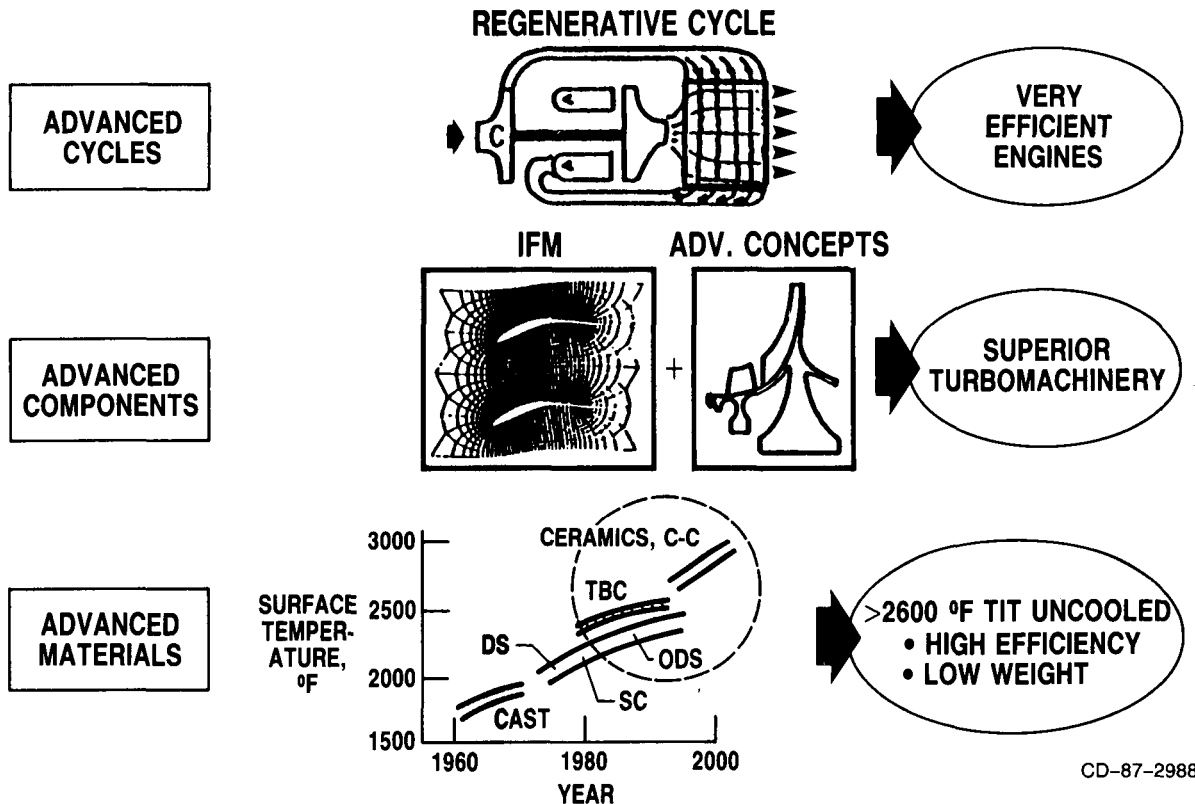 REGENERATIVE CYCLE
ADVANCED
CYCLES
C
VERY
EFFICIENT
ENGINES
IFM
ADV. CONCEPTS
ADVANCED
COMPONENTS
+
SUPERIOR
TURBOMACHINERY
ADVANCED
MATERIALS
SURFACE
TEMPER-
ATURE,
ºF
3000
2500
2000
1500
CERAMICS, C-C
TBC
DS
ODS
SC
CAST
1960
1980
2000
YEAR
>2600 ºF TIT UNCOOLED
• HIGH EFFICIENCY
• LOW WEIGHT
CD-87-2988